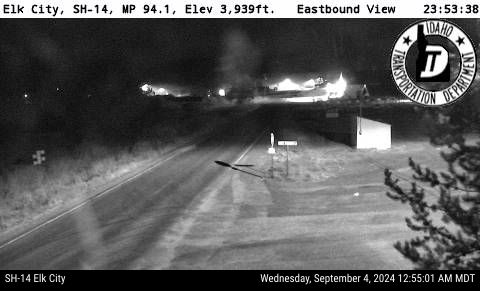 Elk City, SH-14, MP 94.1, Elev 3,939ft.   Eastbound View   23:53:38
IDAHO
TRANSPORTATION DEPARTMENT
SH-14 Elk City
Wednesday, September 4, 2024 12:55:01 AM MDT